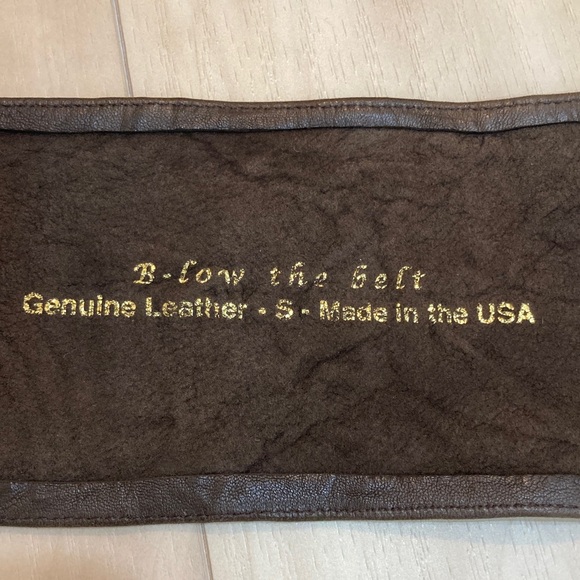 B-low the belt
Genuine Leather - S - Made in the USA